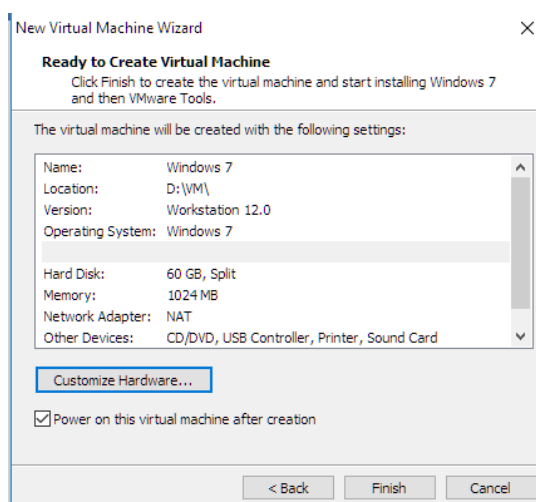 New Virtual Machine Wizard
Ready to Create Virtual Machine
Click Finish to create the virtual machine and start installing Windows 7
and then VMware Tools.
The virtual machine will be created with the following settings:
Name: Windows 7
Location: D:\VM\
Version: Workstation 12.0
Operating System: Windows 7
Hard Disk: 60 GB, Split
Memory: 1024 MB
Network Adapter: NAT
Other Devices: CD/DVD, USB Controller, Printer, Sound Card
Customize Hardware...
Power on this virtual machine after creation
< Back Finish Cancel